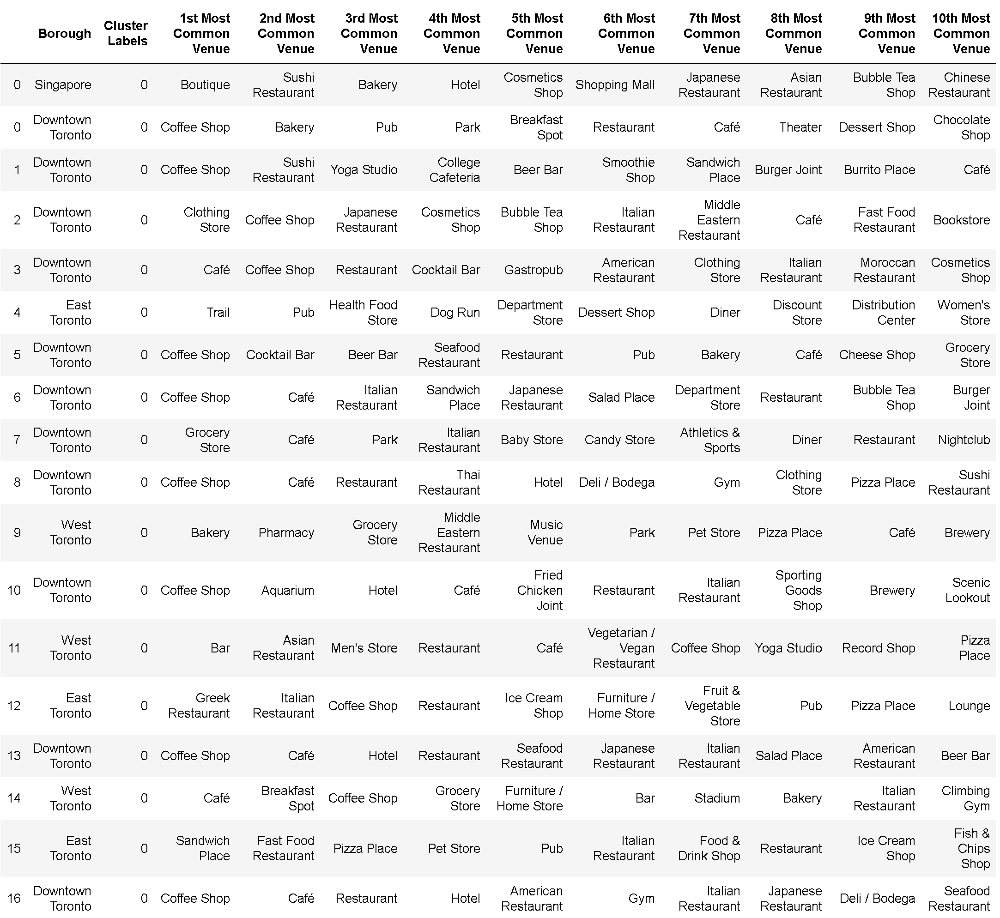 Borough Cluster Labels 1st Most Common Venue 2nd Most Common Venue 3rd Most Common Venue 4th Most Common Venue 5th Most Common Venue 6th Most Common Venue 7th Most Common Venue 8th Most Common Venue 9th Most Common Venue 10th Most Common Venue
0 Singapore 0 Boutique Sushi Restaurant Bakery Hotel Cosmetics Shop Shopping Mall Japanese Restaurant Asian Restaurant Bubble Tea Shop Chinese Restaurant
0 Downtown Toronto 0 Coffee Shop Bakery Pub Park Breakfast Spot Restaurant Café Theater Dessert Shop Chocolate Shop
1 Downtown Toronto 0 Coffee Shop Sushi Restaurant Yoga Studio College Cafeteria Beer Bar Smoothie Shop Sandwich Place Burger Joint Burrito Place Café
2 Downtown Toronto 0 Clothing Store Coffee Shop Japanese Restaurant Cosmetics Shop Bubble Tea Shop Italian Restaurant Middle Eastern Restaurant Café Fast Food Restaurant Bookstore
3 Downtown Toronto 0 Café Coffee Shop Restaurant Cocktail Bar Gastropub American Restaurant Clothing Store Italian Restaurant Moroccan Restaurant Cosmetics Shop
4 East Toronto 0 Trail Pub Health Food Store Dog Run Department Store Dessert Shop Diner Discount Store Distribution Center Women's Store
5 Downtown Toronto 0 Coffee Shop Cocktail Bar Beer Bar Seafood Restaurant Restaurant Pub Bakery Café Cheese Shop Grocery Store
6 Downtown Toronto 0 Coffee Shop Café Italian Restaurant Sandwich Place Japanese Restaurant Salad Place Department Store Restaurant Bubble Tea Shop Burger Joint
7 Downtown Toronto 0 Grocery Store Café Park Italian Restaurant Baby Store Candy Store Athletics & Sports Diner Restaurant Nightclub
8 Downtown Toronto 0 Coffee Shop Café Restaurant Thai Restaurant Hotel Deli / Bodega Gym Clothing Store Pizza Place Sushi Restaurant
9 West Toronto 0 Bakery Pharmacy Grocery Store Middle Eastern Restaurant Music Venue Park Pet Store Pizza Place Café Brewery
10 Downtown Toronto 0 Coffee Shop Aquarium Hotel Café Fried Chicken Joint Restaurant Italian Restaurant Sporting Goods Shop Brewery Scenic Lookout
11 West Toronto 0 Bar Asian Restaurant Men's Store Restaurant Café Vegetarian / Vegan Restaurant Coffee Shop Yoga Studio Record Shop Pizza Place
12 East Toronto 0 Greek Restaurant Italian Restaurant Coffee Shop Restaurant Ice Cream Shop Furniture / Home Store Fruit & Vegetable Store Pub Pizza Place Lounge
13 Downtown Toronto 0 Coffee Shop Café Hotel Restaurant Seafood Restaurant Japanese Restaurant Italian Restaurant Salad Place American Restaurant Beer Bar
14 West Toronto 0 Café Breakfast Spot Coffee Shop Grocery Store Furniture / Home Store Bar Stadium Bakery Italian Restaurant Climbing Gym
15 East Toronto 0 Sandwich Place Fast Food Restaurant Pizza Place Pet Store Pub Italian Restaurant Food & Drink Shop Restaurant Ice Cream Shop Fish & Chips Shop
16 Downtown Toronto 0 Coffee Shop Café Restaurant Hotel American Restaurant Gym Italian Restaurant Japanese Restaurant Deli / Bodega Seafood Restaurant